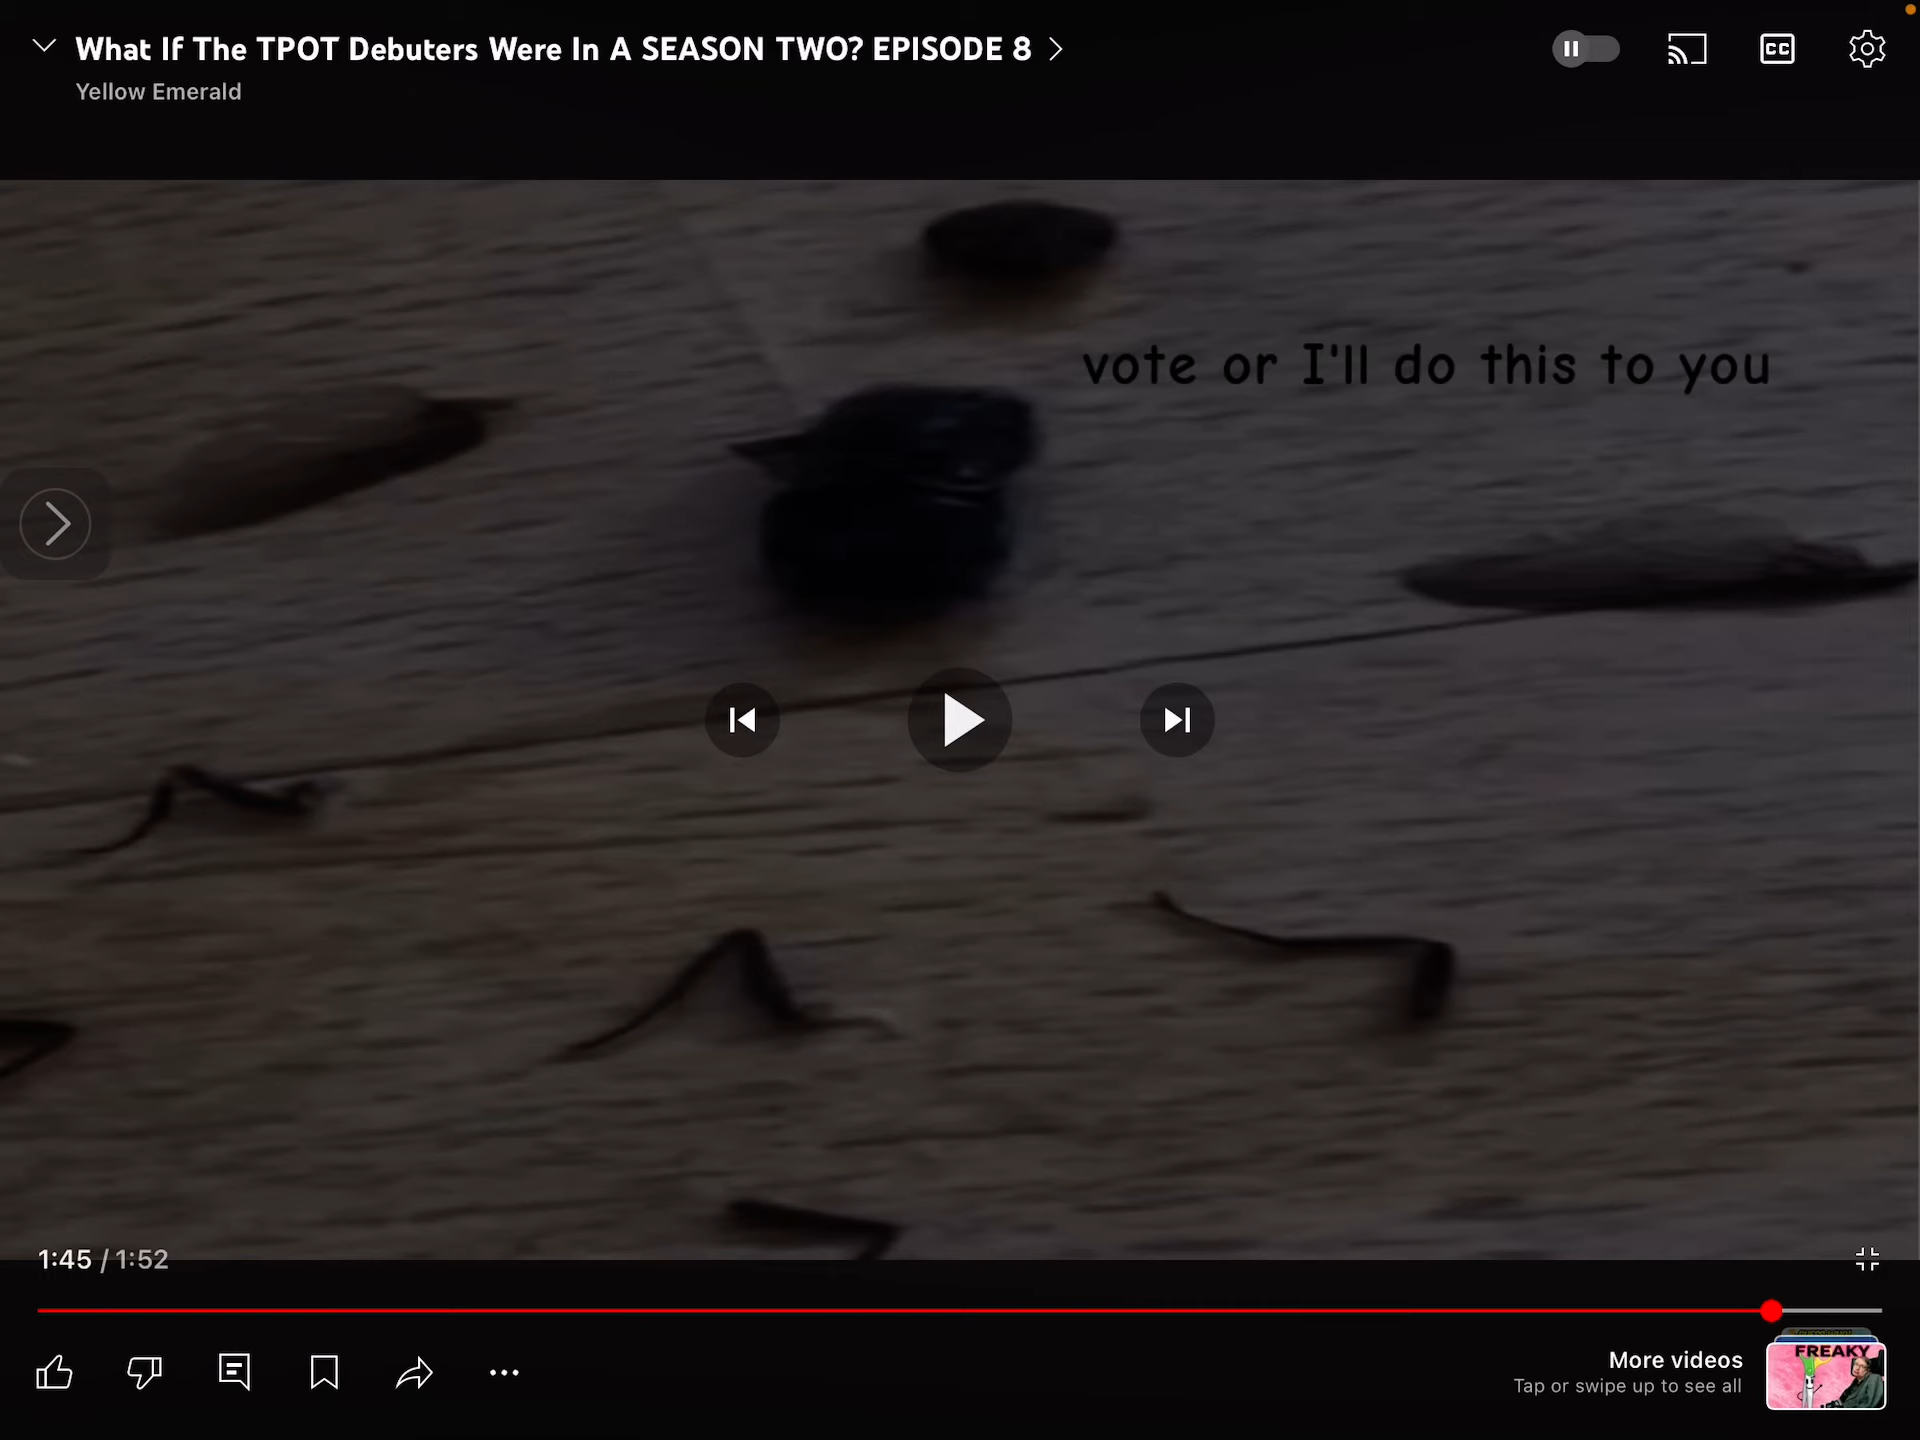 What If The TPOT Debuters Were In A SEASON TWO? EPISODE 8
Yellow Emerald
CC
vote or I'll do this to you
1:45 / 1:52
More videos
Tap or swipe up to see all
FREAKY